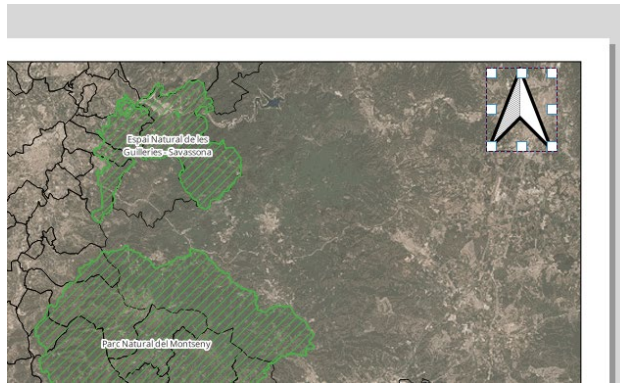 Espai Natural de les
Guilleries - Savassona
Parc Natural del Montseny